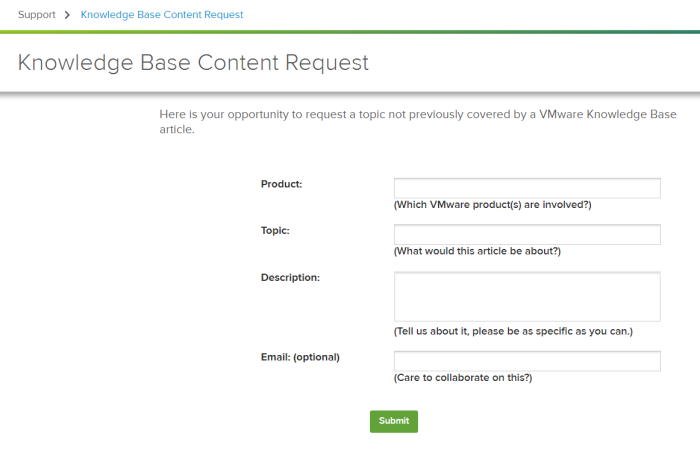 Support > Knowledge Base Content Request
Knowledge Base Content Request
Here is your opportunity to request a topic not previously covered by a VMware Knowledge Base
article.
Product:
(Which VMware product(s) are involved?)
Topic:
(What would this article be about?)
Description:
(Tell us about it, please be as specific as you can.)
Email: (optional)
(Care to collaborate on this?)
Submit